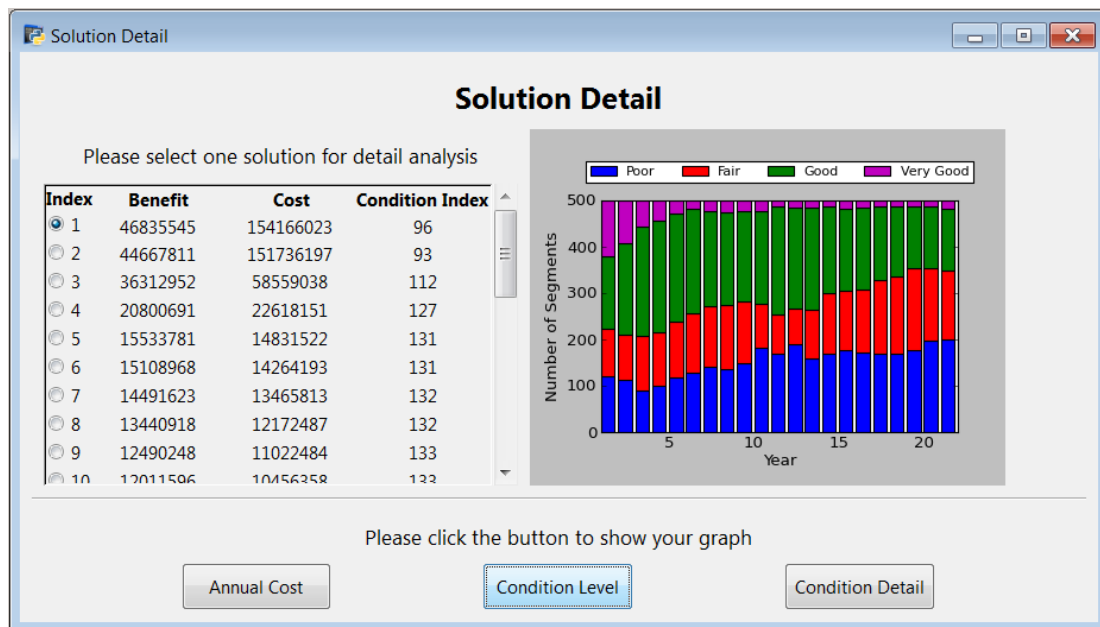 Solution Detail
Solution Detail
Please select one solution for detail analysis
Index Benefit Cost Condition Index
1 46835545 154166023 96
2 44667811 151736197 93
3 36312952 58559038 112
4 20800691 22618151 127
5 15533781 14831522 131
6 15108968 14264193 131
7 14491623 13465813 132
8 13440918 12172487 132
9 12490248 11022484 133
10 12011596 10456358 133
Poor Fair Good Very Good
500
400
300
200
100
0
Number of Segments
5 10 15 20
Year
Please click the button to show your graph
Annual Cost Condition Level Condition Detail